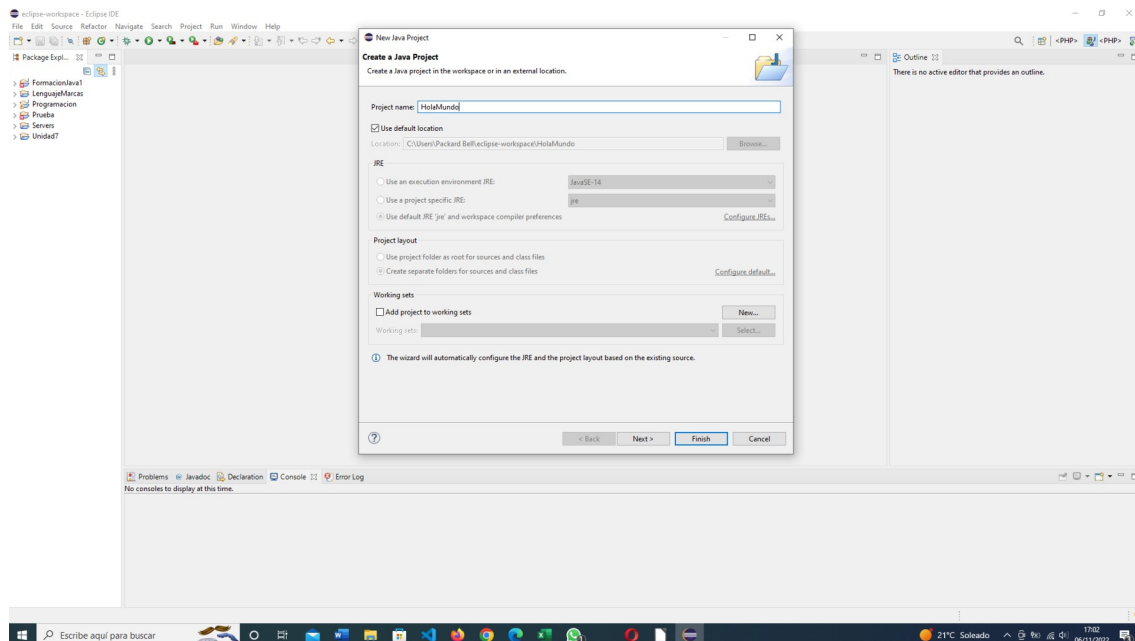 eclipse-workspace - Eclipse IDE
File Edit Source Refactor Navigate Search Project Run Window Help
<PHP> <PHP>
Package Expl...
FormacionJava1
LenguajeMarcas
Programacion
Prueba
Servers
Unidad7
New Java Project
Create a Java Project
Create a Java project in the workspace or in an external location.
Project name: HolaMundo
Use default location
Location: C:\Users\Packard Bell\eclipse-workspace\HolaMundo Browse...
JRE
Use an execution environment JRE: JavaSE-14
Use a project specific JRE: jre
Use default JRE 'jre' and workspace compiler preferences Configure JREs...
Project layout
Use project folder as root for sources and class files
Create separate folders for sources and class files Configure default...
Working sets
Add project to working sets New...
Working sets: Select...
The wizard will automatically configure the JRE and the project layout based on the existing source.
< Back Next > Finish Cancel
Outline
There is no active editor that provides an outline.
Problems Javadoc Declaration Console Error Log
No consoles to display at this time.
Escribe aquí para buscar
21°C Soleado
17:02
06/11/2022